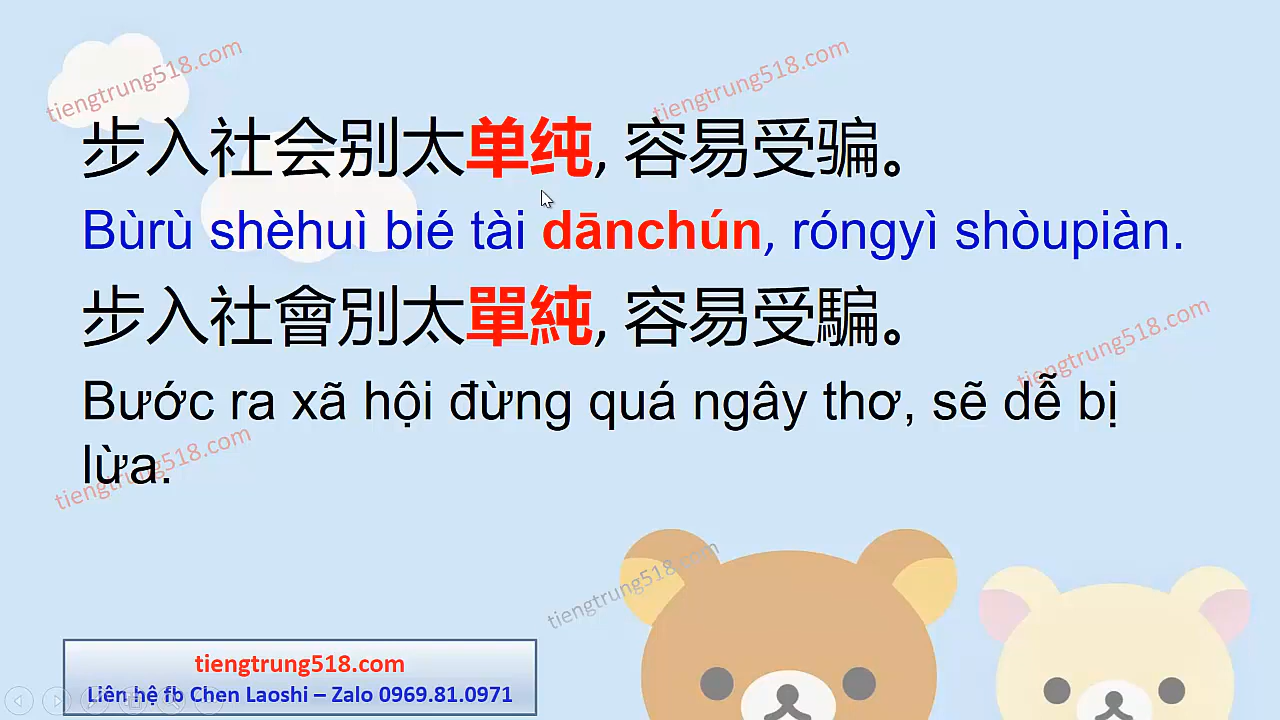 tiengtrung518.com
tiengtrung518.com
步入社会别太单纯, 容易受骗。
Bùrù shèhuì bié tài dānchún, róngyì shòupiàn.
步入社會別太單純, 容易受騙。
tiengtrung518.com
Bước ra xã hội đừng quá ngây thơ, sẽ dễ bị
lừa.
tiengtrung518.com
tiengtrung518.com
tiengtrung518.com
Liên hệ fb Chen Laoshi – Zalo 0969.81.0971